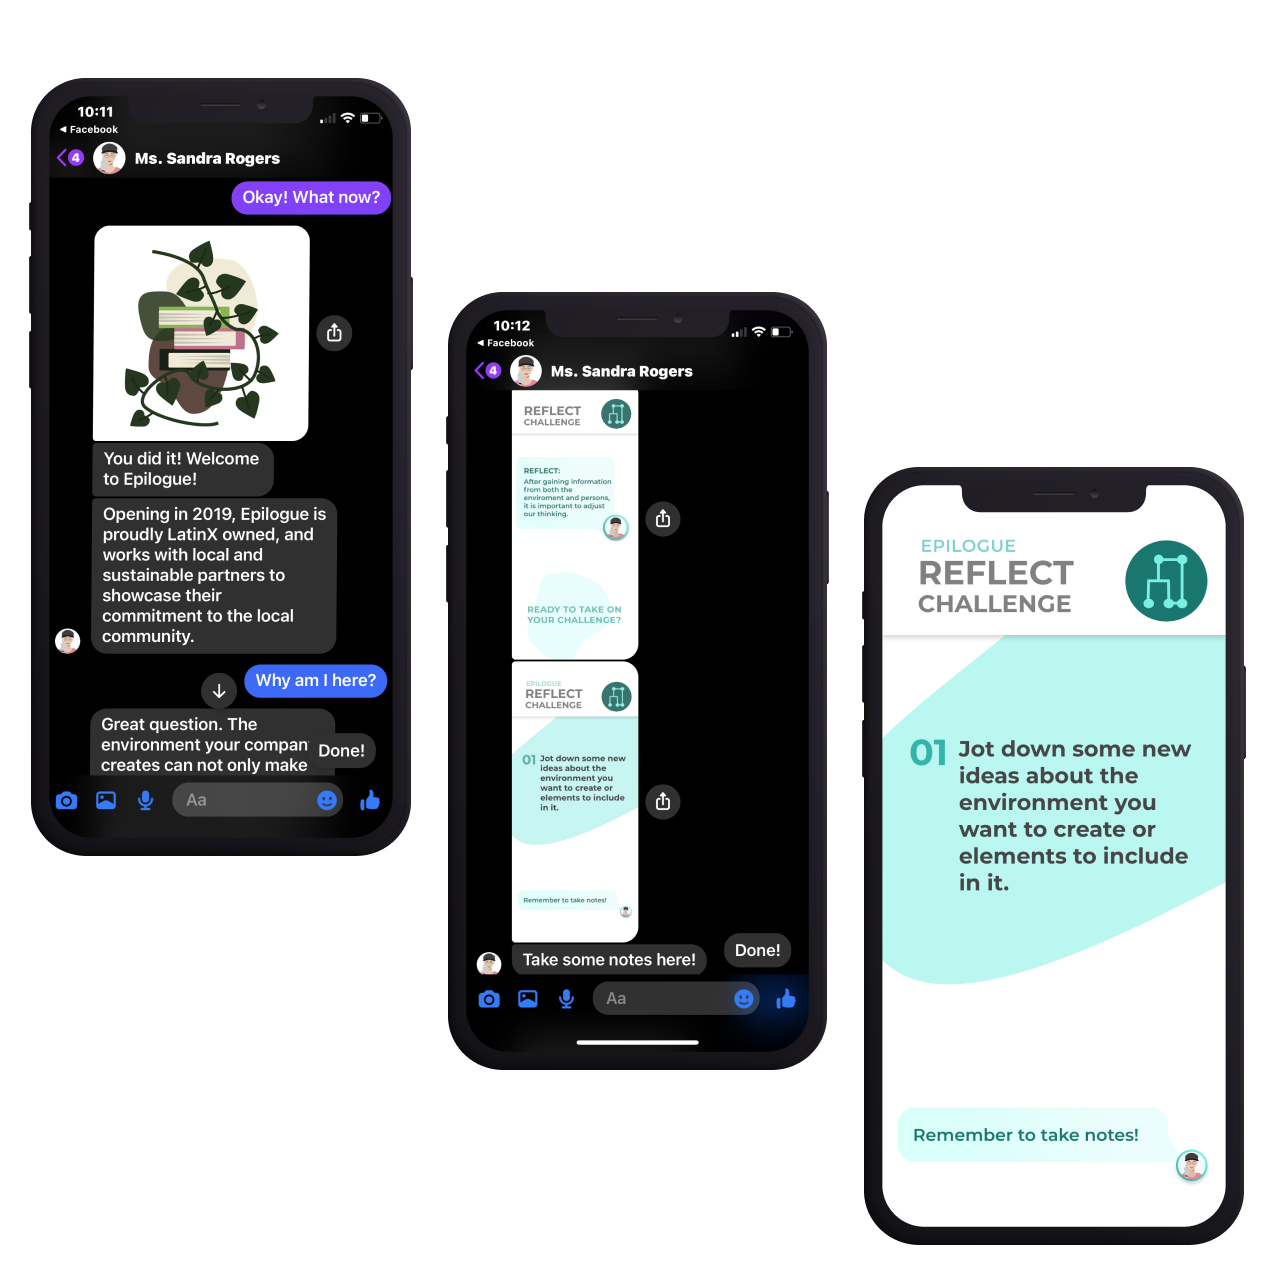 10:11
Facebook
4
Ms. Sandra Rogers
Okay! What now?
You did it! Welcome
to Epilogue!
Opening in 2019, Epilogue is
proudly LatinX owned, and
works with local and
sustainable partners to
showcase their
commitment to the local
community.
Why am I here?
Great question. The
environment your compan
creates can not only make
Done!
Aa
10:12
Facebook
4
Ms. Sandra Rogers
REFLECT
CHALLENGE
REFLECT:
After gaining information
from both the
enviroment and persons,
it is important to adjust
our thinking.
READY TO TAKE ON
YOUR CHALLENGE?
EPILOGUE
REFLECT
CHALLENGE
01 Jot down some new
ideas about the
environment you
want to create or
elements to include
in it.
Remember to take notes!
Take some notes here!
Done!
Aa
EPILOGUE
REFLECT
CHALLENGE
01 Jot down some new
ideas about the
environment you
want to create or
elements to include
in it.
Remember to take notes!